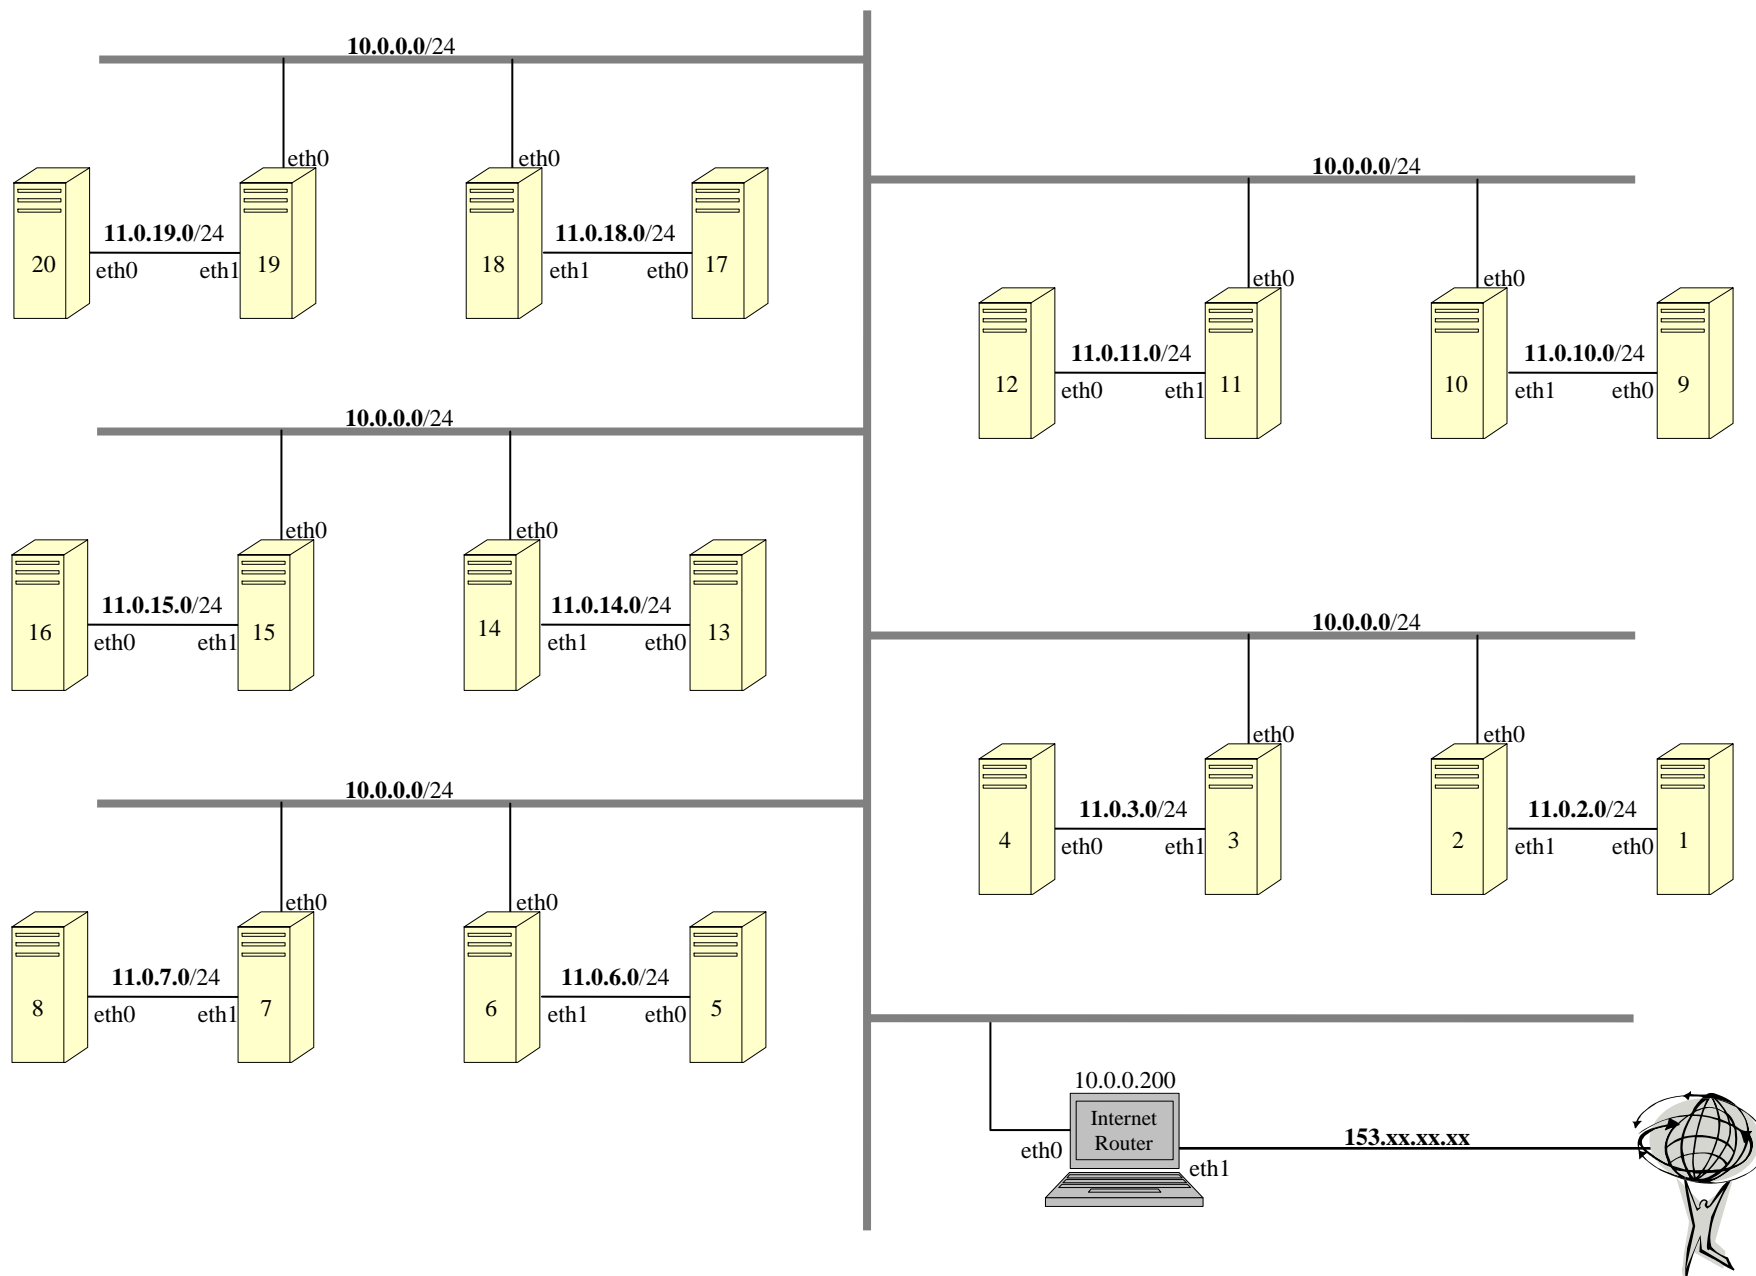 10.0.0.0/24
eth0
eth0
20
11.0.19.0/24
eth0
eth1
19
18
11.0.18.0/24
eth1
eth0
17
10.0.0.0/24
eth0
eth0
12
11.0.11.0/24
eth0
eth1
11
10
11.0.10.0/24
eth1
eth0
9
10.0.0.0/24
eth0
eth0
16
11.0.15.0/24
eth0
eth1
15
14
11.0.14.0/24
eth1
eth0
13
10.0.0.0/24
eth0
eth0
4
11.0.3.0/24
eth0
eth1
3
2
11.0.2.0/24
eth1
eth0
1
10.0.0.0/24
eth0
eth0
8
11.0.7.0/24
eth0
eth1
7
6
11.0.6.0/24
eth1
eth0
5
10.0.0.200
Internet
Router
eth0
eth1
153.xx.xx.xx